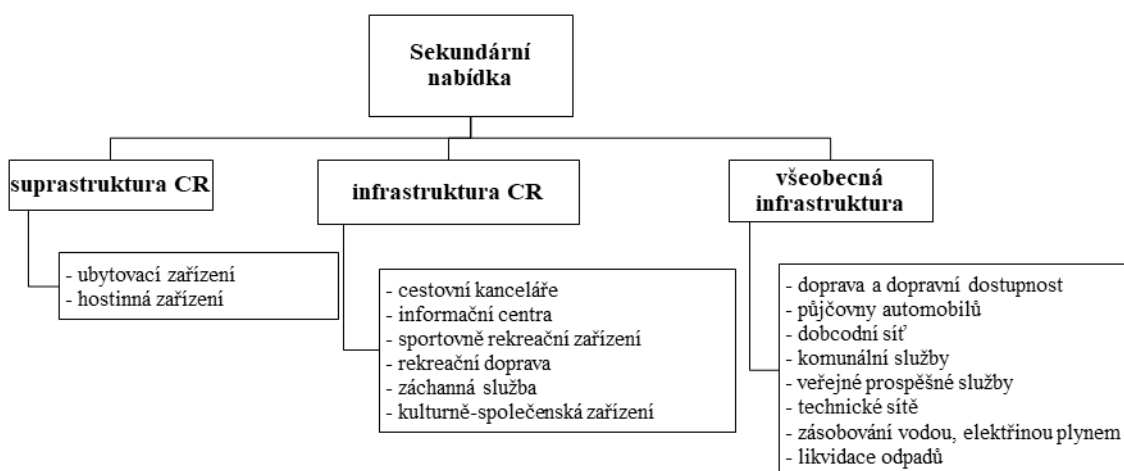 Sekundární
nabídka
suprastruktura CR
infrastruktura CR
všeobecná
infrastruktura
- ubytovací zařízení
- hostinná zařízení
- cestovní kanceláře
- informační centra
- sportovně rekreační zařízení
- rekreační doprava
- záchanná služba
- kulturně-společenská zařízení
- doprava a dopravní dostupnost
- půjčovny automobilů
- dobcodní síť
- komunální služby
- veřejné prospěšné služby
- technické sítě
- zásobování vodou, elektřinou plynem
- likvidace odpadů